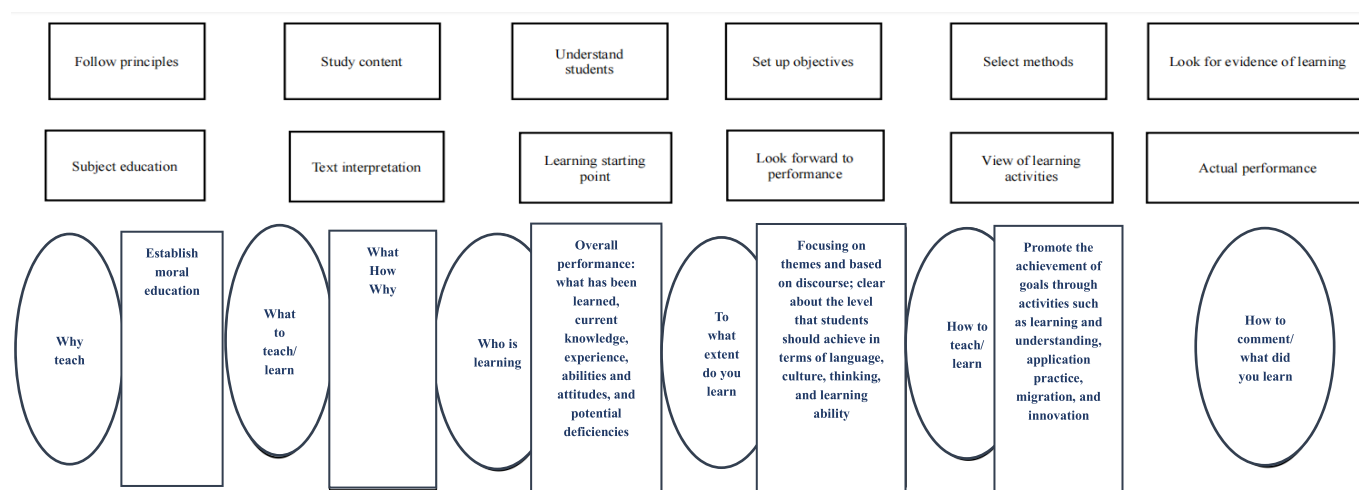 Follow principles
Study content
Understand
students
Set up objectives
Select methods
Look for evidence of learning
Subject education
Text interpretation
Learning starting
point
Look forward to
performance
View of learning
activities
Actual performance
Why
teach
Establish
moral
education
What
to
teach/
learn
What
How
Why
Who is
learning
Overall
performance:
what has been
learned,
current
knowledge,
experience,
abilities and
attitudes, and
potential
deficiencies
To
what
extent
do you
learn
Focusing on
themes and based
on discourse; clear
about the level
that students
should achieve in
terms of language,
culture, thinking,
and learning
ability
How to
teach/
learn
Promote the
achievement of
goals through
activities such
as learning and
understanding,
application
practice,
migration, and
innovation
How to
comment/
what did
you learn